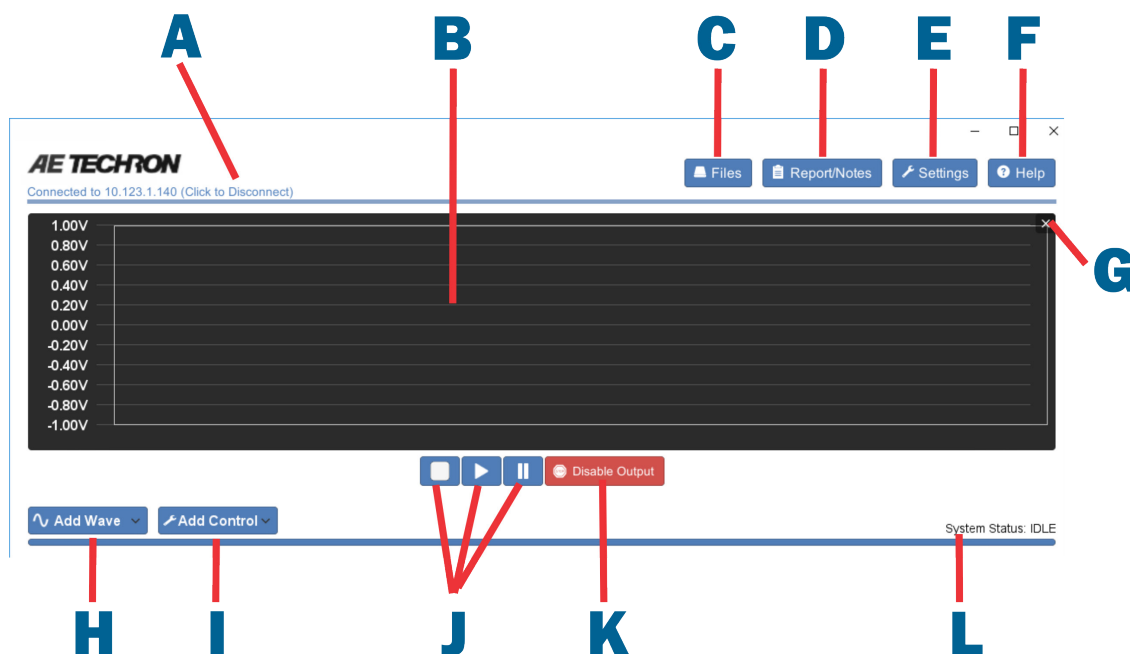 A B C D E F
AE TECHRON
Connected to 10.123.1.140 (Click to Disconnect)
Files Report/Notes Settings Help
1.00V
0.80V
0.60V
0.40V
0.20V
0.00V
-0.20V
-0.40V
-0.60V
-0.80V
-1.00V
G
Disable Output
Add Wave Add Control
System Status: IDLE
H I J K L